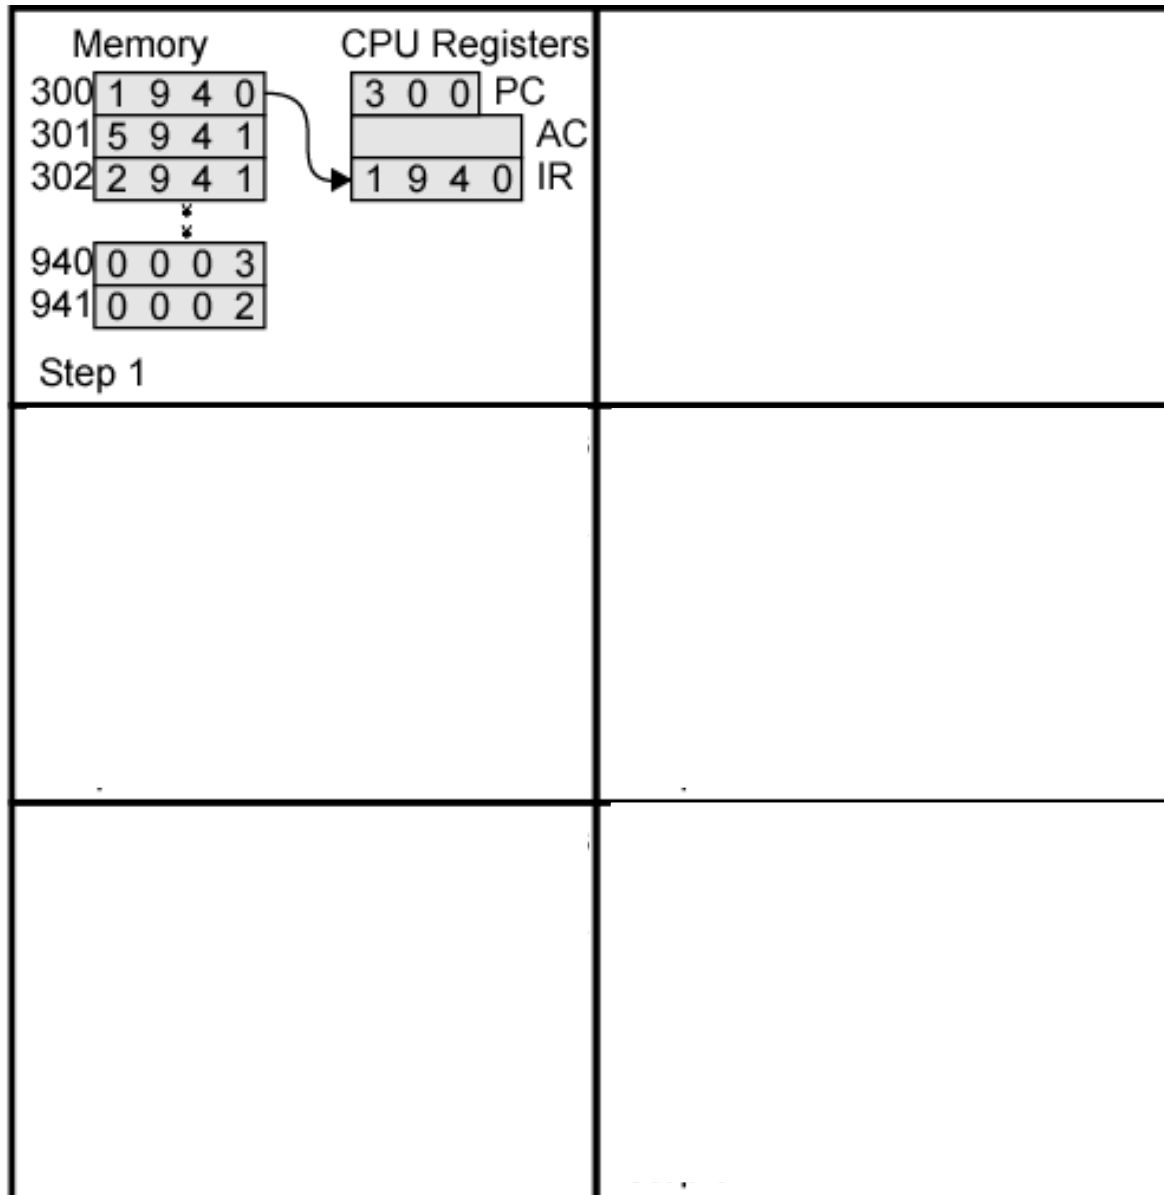 Memory CPU Registers
300 1 9 4 0 3 0 0 PC
301 5 9 4 1 AC
302 2 9 4 1 1 9 4 0 IR
940 0 0 0 3
941 0 0 0 2
Step 1